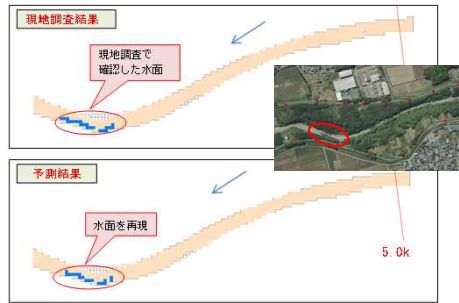 現地調査結果
現地調査で
確認した水面
予測結果
水面を再現
5.0k